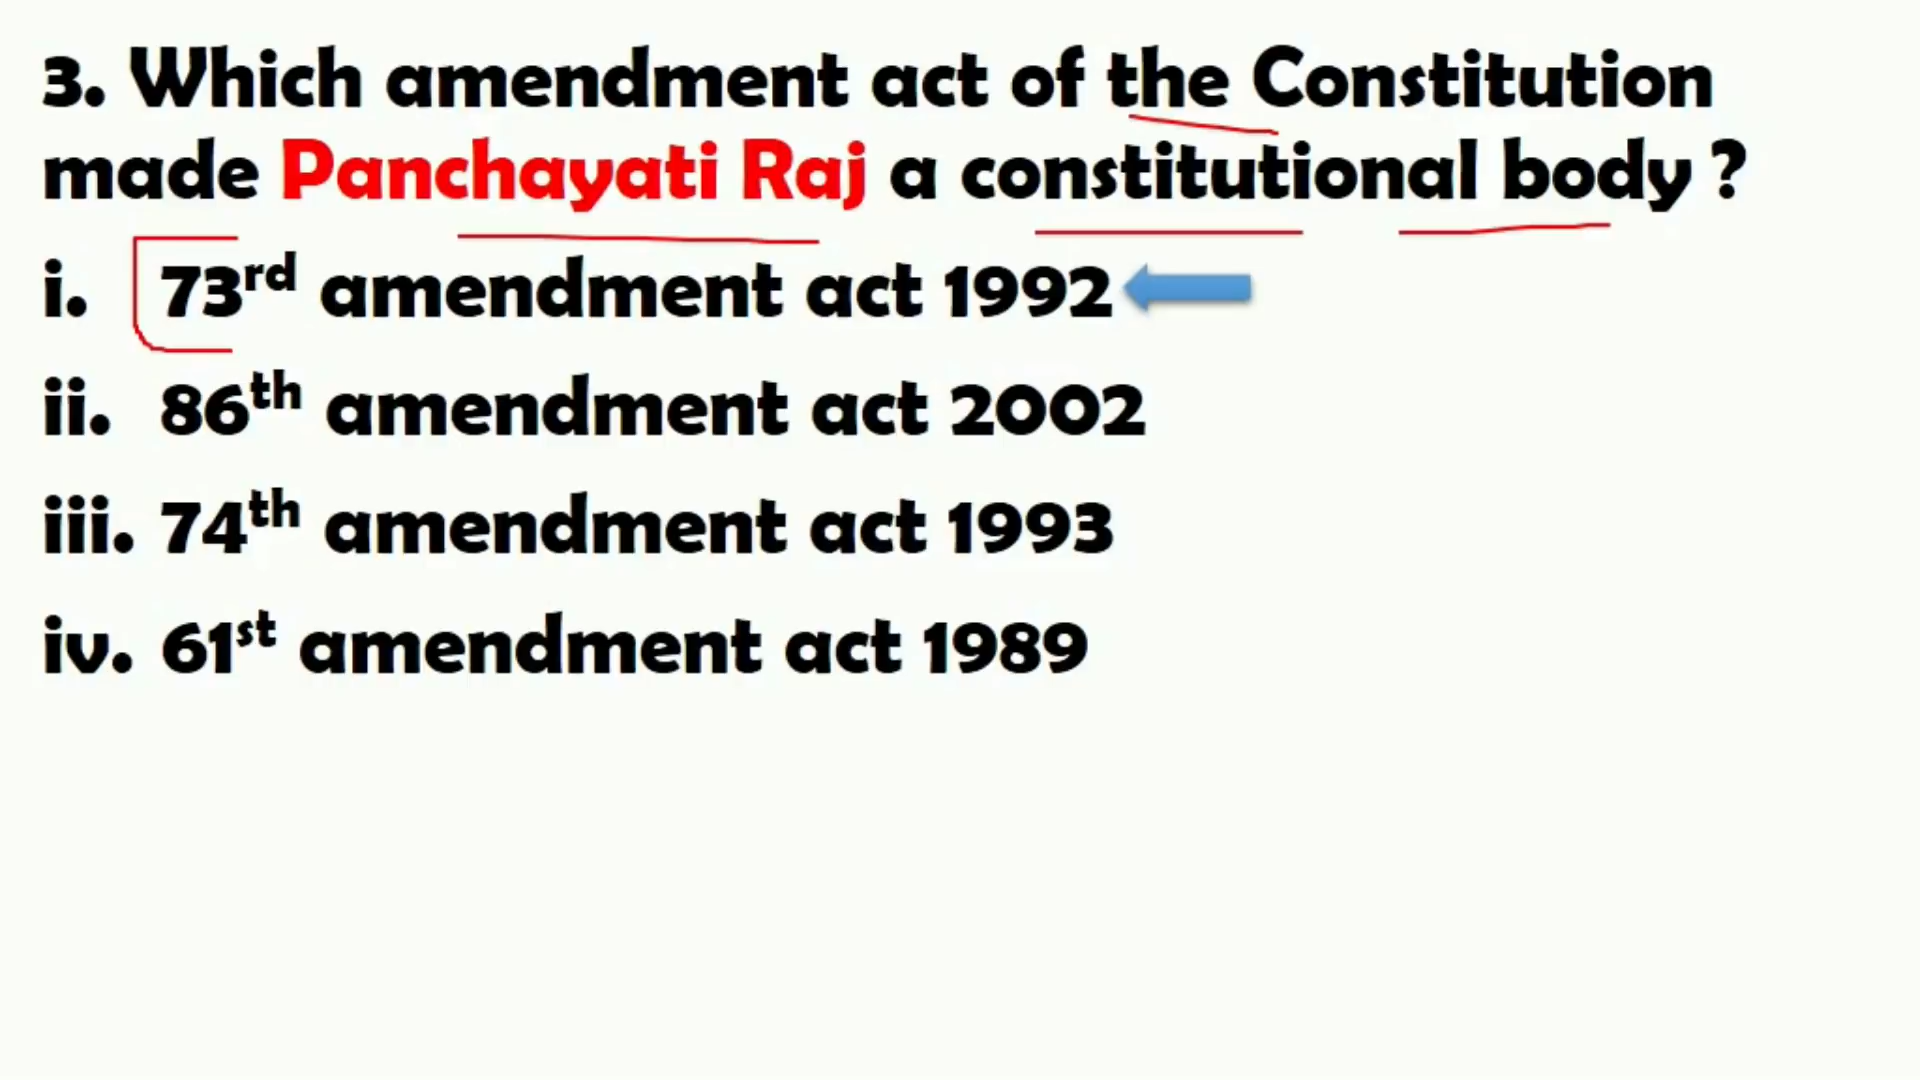 3. Which amendment act of the Constitution
made Panchayati Raj a constitutional body ?
i. 73rd amendment act 1992
ii. 86th amendment act 2002
iii. 74th amendment act 1993
iv. 61st amendment act 1989